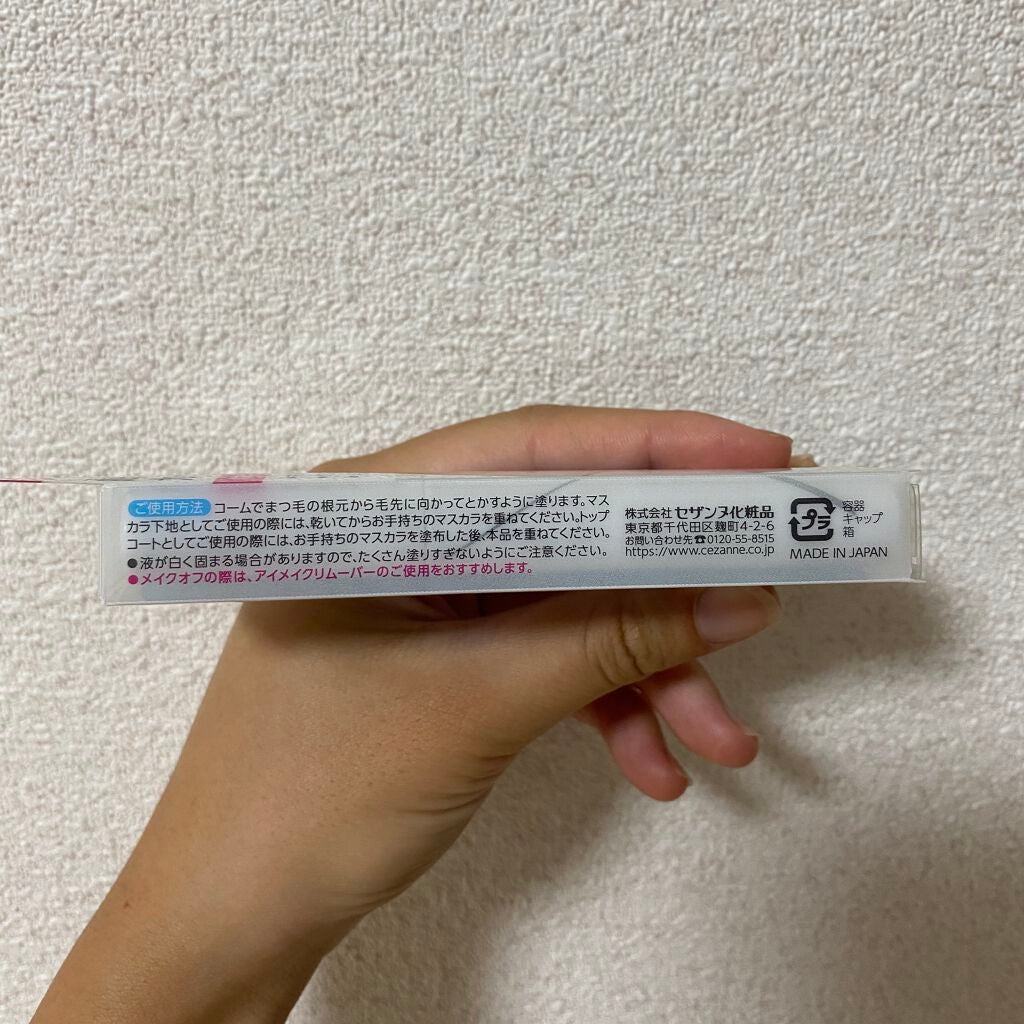 ご使用方法 コームでまつ毛の根元から毛先に向かってとかすように塗ります。マス
カラ下地としてご使用の際には、乾いてからお手持ちのマスカラを重ねてください。トップ
コートとしてご使用の際には、お手持ちのマスカラを塗布した後、本品を重ねてください。
●液が白く固まる場合がありますので、たくさん塗りすぎないようにご注意ください。
●メイクオフの際は、アイメイクリムーバーのご使用をおすすめします。
株式会社 セザンヌ化粧品
東京都千代田区麹町4-2-6
お問い合わせ先☎0120-55-8515
https://www.cezanne.co.jp
プラ
容器
キャップ
箱
MADE IN JAPAN